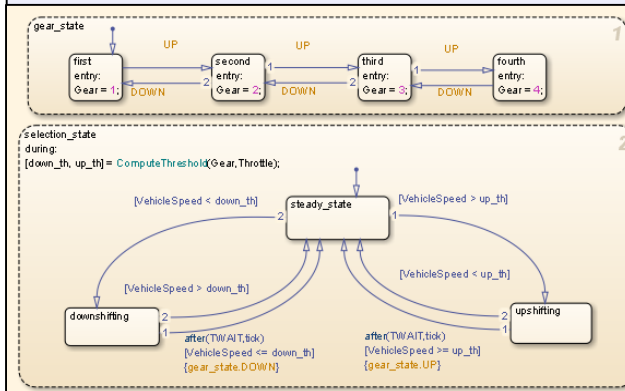 gear_state
1
UP
UP
UP
first
entry:
Gear = 1;
second
entry:
Gear = 2;
third
entry:
Gear = 3;
fourth
entry:
Gear = 4;
1
1
2
2
DOWN
DOWN
DOWN
selection_state
2
during:
[down_th, up_th] = ComputeThreshold(Gear,Throttle);
[VehicleSpeed < down_th]
[VehicleSpeed > up_th]
steady_state
2
1
[VehicleSpeed > down_th]
[VehicleSpeed < up_th]
downshifting
2
1
upshifting
2
1
after(TWAIT,tick)
[VehicleSpeed <= down_th]
{gear_state.DOWN}
after(TWAIT,tick)
[VehicleSpeed >= up_th]
{gear_state.UP}